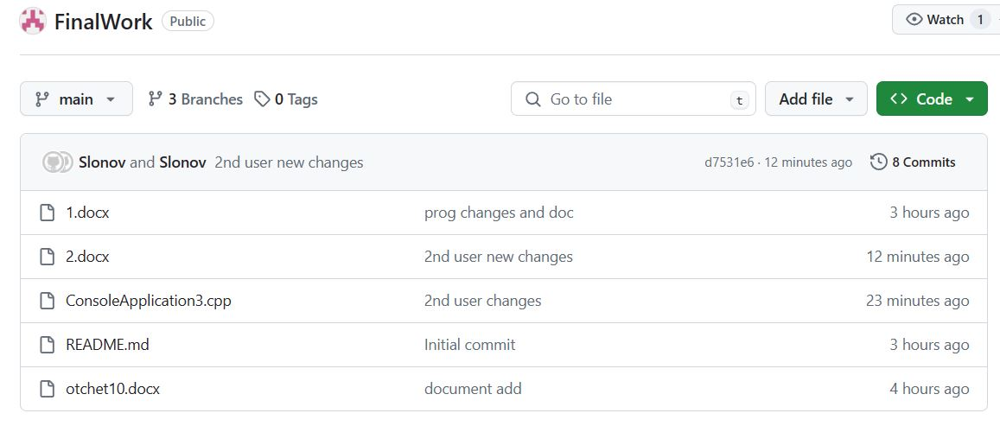 FinalWork Public Watch 1
main 3 Branches 0 Tags Go to file t Add file Code
Slonov and Slonov 2nd user new changes d7531e6 · 12 minutes ago 8 Commits
1.docx prog changes and doc 3 hours ago
2.docx 2nd user new changes 12 minutes ago
ConsoleApplication3.cpp 2nd user changes 23 minutes ago
README.md Initial commit 3 hours ago
otchet10.docx document add 4 hours ago